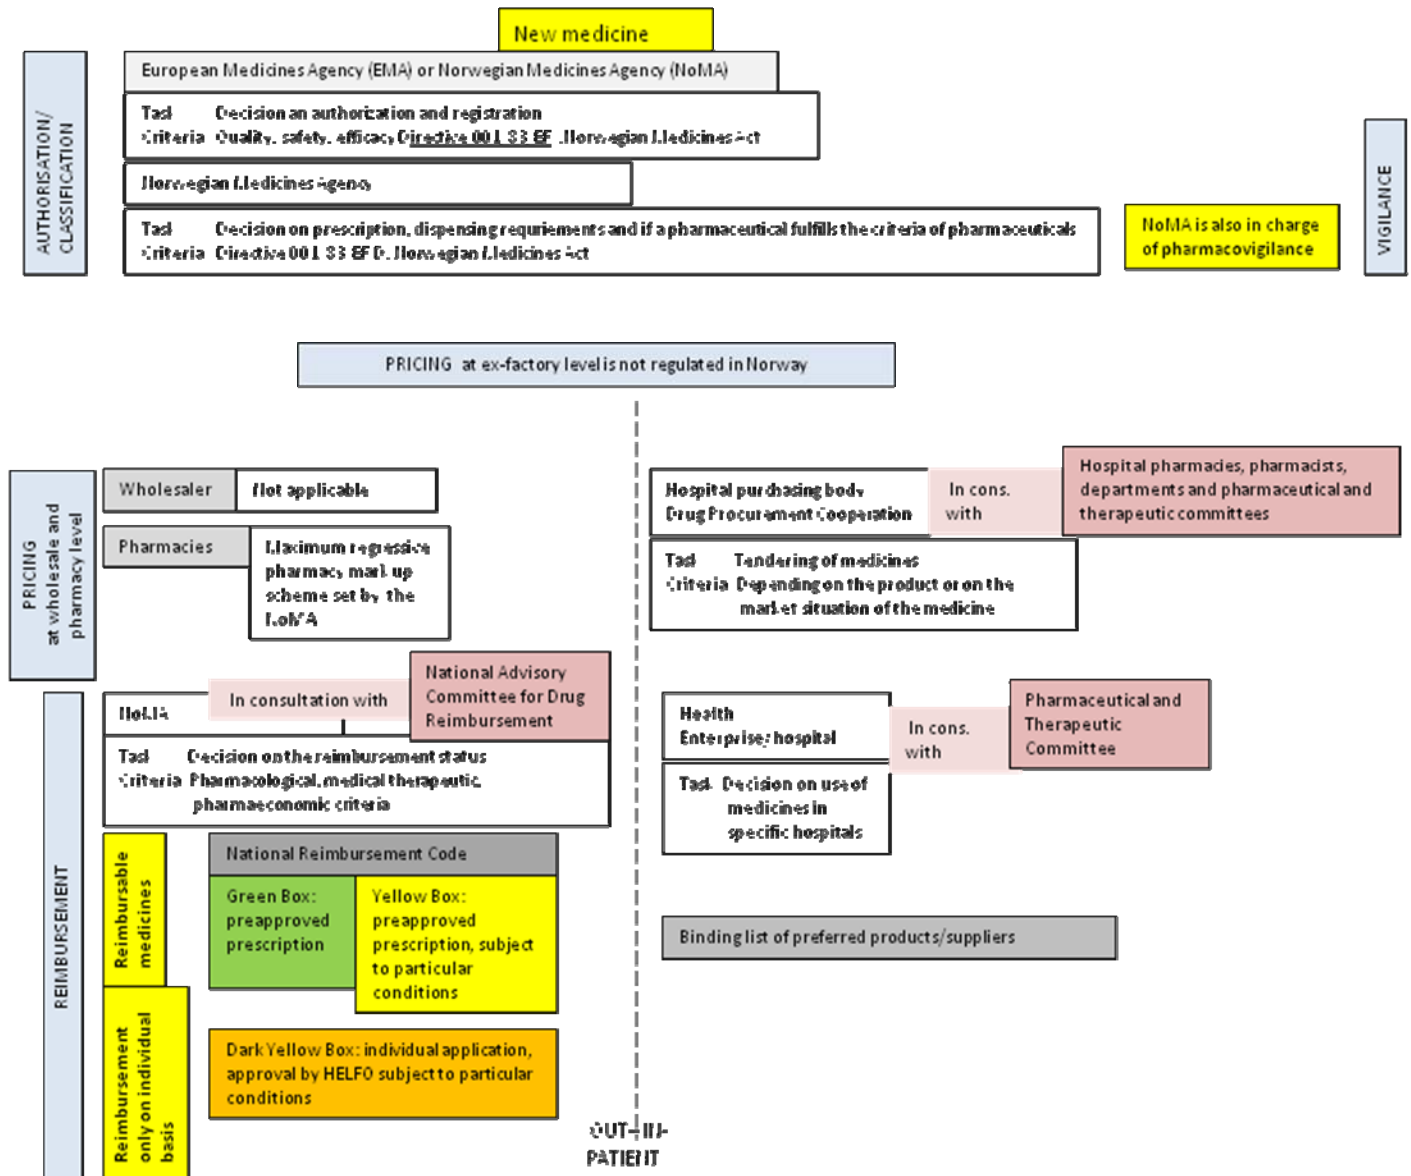 New medicine
AUTHORISATION/
CLASSIFICATION
European Medicines Agency (EMA) or Norwegian Medicines Agency (NoMA)
Task Decision an authorization and registration
Criteria Quality, safety, efficacy Directive 001 83 EF Norwegian Medicines Act
Norwegian Medicines Agency
Task Decision on prescription, dispensing requriements and if a pharmaceutical fulfills the criteria of pharmaceuticals
Criteria Directive 001 83 EF Norwegian Medicines Act
NoMA is also in charge
of pharmacovigilance
VIGILANCE
PRICING at ex-factory level is not regulated in Norway
PRICING
at wholesale and
pharmacy level
Wholesaler Not applicable
Pharmacies
Maximum regressive
pharmacy mark up
scheme set by the
NoMA
Hospital purchasing body
Drug Procurement Cooperation
In cons.
with
Hospital pharmacies, pharmacists,
departments and pharmaceutical and
therapeutic committees
Task Tendering of medicines
Criteria Depending on the product or on the
market situation of the medicine
REIMBURSEMENT
NoMA
In consultation with
National Advisory
Committee for Drug
Reimbursement
Task Decision on the reimbursement status
Criteria Pharmacological, medical therapeutic,
pharmaeconomic criteria
Health
Enterprise/hospital
In cons.
with
Pharmaceutical and
Therapeutic
Committee
Task Decision on use of
medicines in
specific hospitals
Reimbursable
medicines
National Reimbursement Code
Green Box:
preapproved
prescription
Yellow Box:
preapproved
prescription, subject
to particular
conditions
Binding list of preferred products/suppliers
Reimbursement
only on individual
basis
Dark Yellow Box: individual application,
approval by HELFO subject to particular
conditions
OUT- IN-
PATIENT